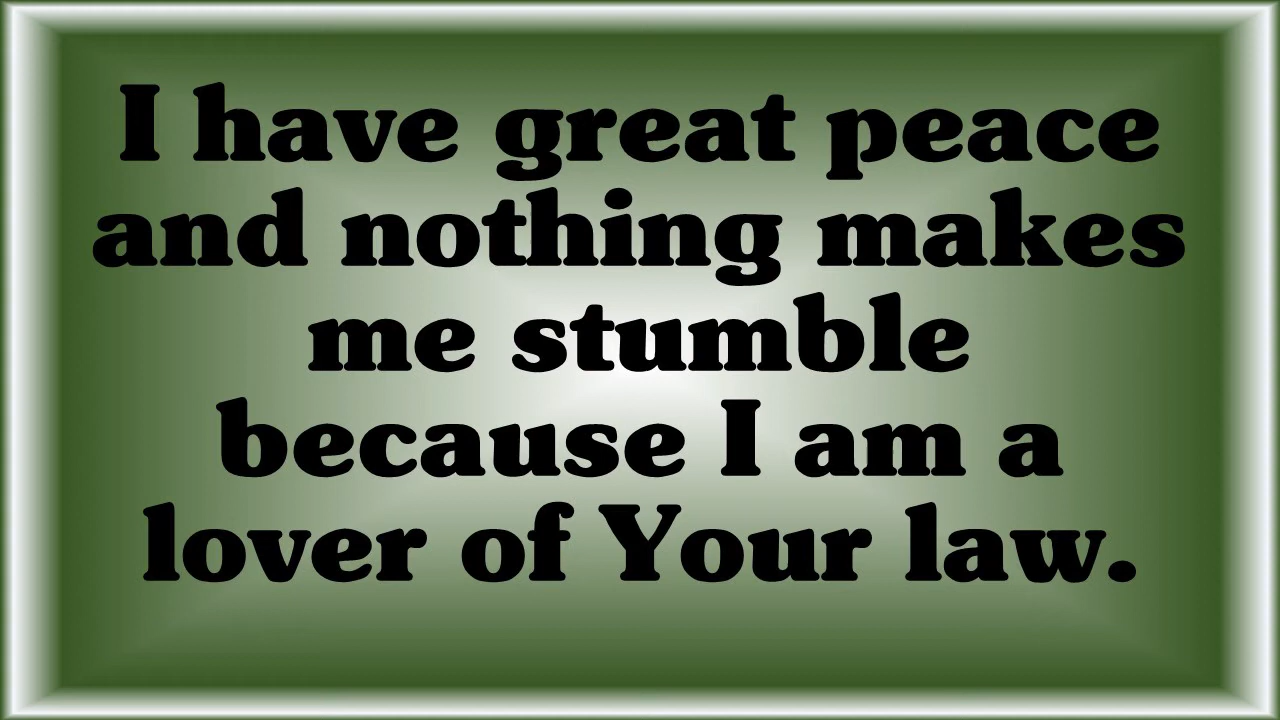 I have great peace
and nothing makes
me stumble
because I am a
lover of Your law.